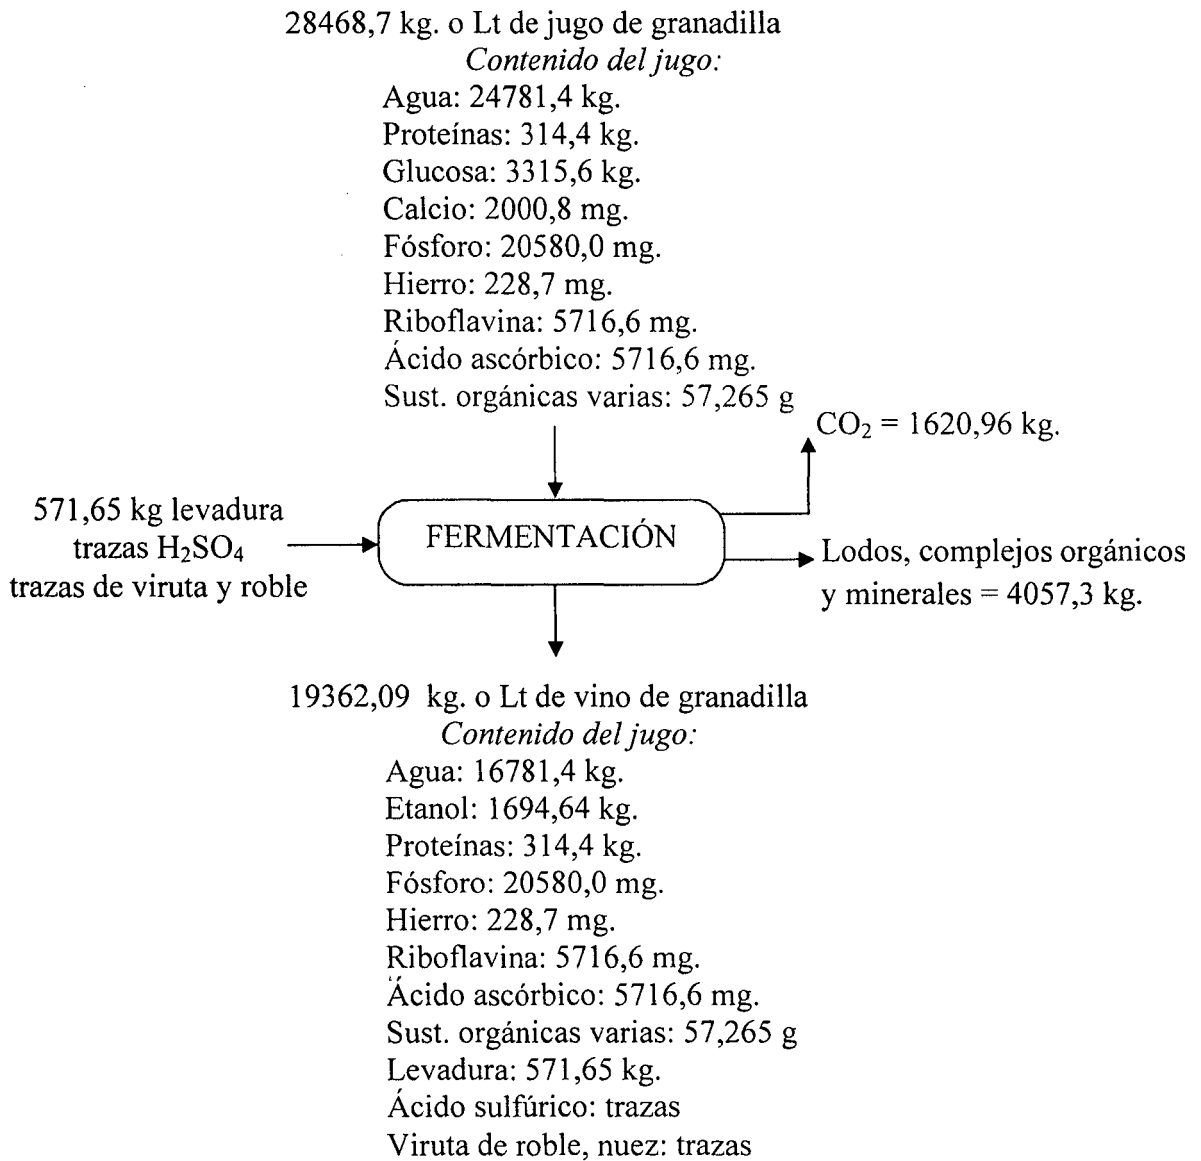 28468,7 kg. o Lt de jugo de granadilla
Contenido del jugo:
Agua: 24781,4 kg.
Proteínas: 314,4 kg.
Glucosa: 3315,6 kg.
Calcio: 2000,8 mg.
Fósforo: 20580,0 mg.
Hierro: 228,7 mg.
Riboflavina: 5716,6 mg.
Ácido ascórbico: 5716,6 mg.
Sust. orgánicas varias: 57,265 g
CO₂ = 1620,96 kg.
571,65 kg levadura
trazas H₂SO₄
trazas de viruta y roble
FERMENTACIÓN
Lodos, complejos orgánicos
y minerales = 4057,3 kg.
19362,09 kg. o Lt de vino de granadilla
Contenido del jugo:
Agua: 16781,4 kg.
Etanol: 1694,64 kg.
Proteínas: 314,4 kg.
Fósforo: 20580,0 mg.
Hierro: 228,7 mg.
Riboflavina: 5716,6 mg.
Ácido ascórbico: 5716,6 mg.
Sust. orgánicas varias: 57,265 g
Levadura: 571,65 kg.
Ácido sulfúrico: trazas
Viruta de roble, nuez: trazas